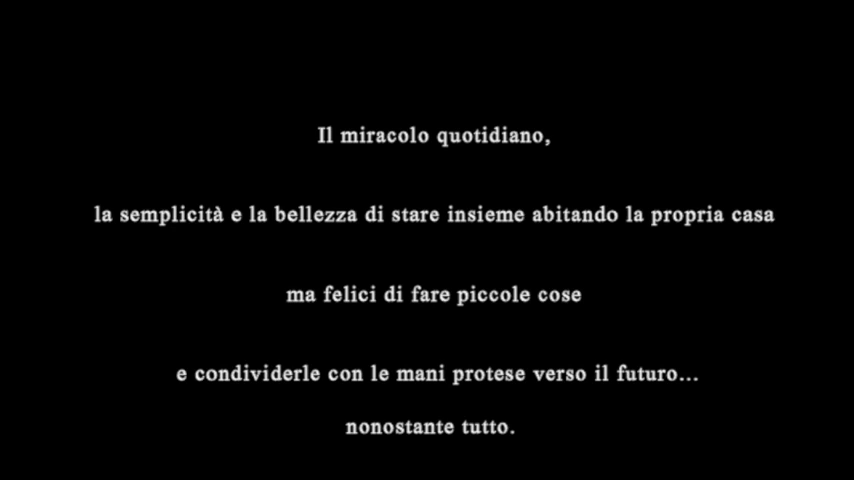 Il miracolo quotidiano,
la semplicità e la bellezza di stare insieme abitando la propria casa
ma felici di fare piccole cose
e condividerle con le mani protese verso il futuro...
nonostante tutto.